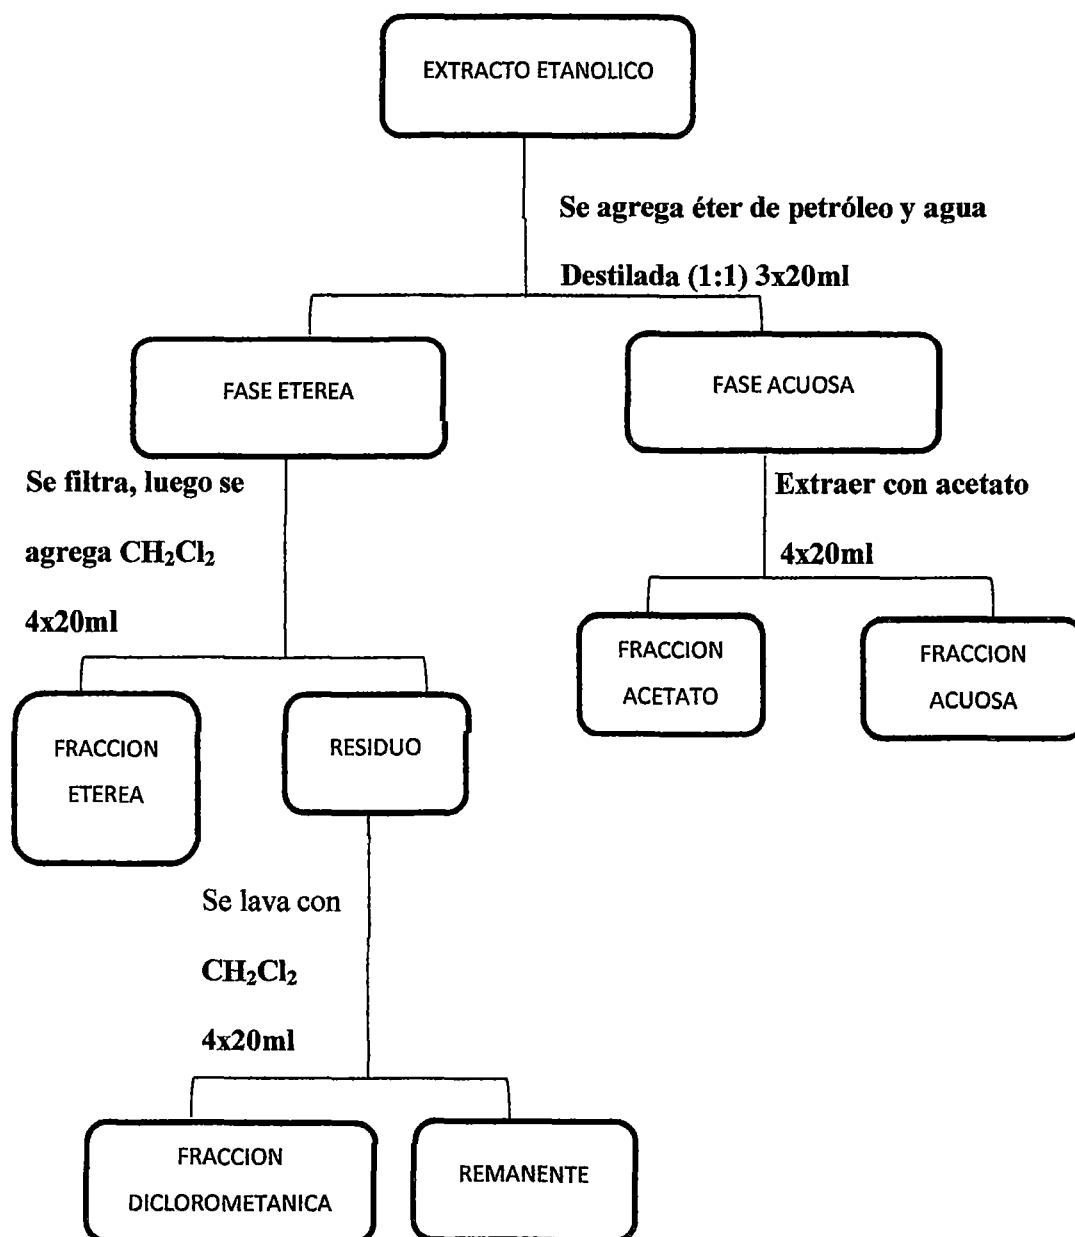 EXTRACTO ETANOLICO
Se agrega éter de petróleo y agua
Destilada (1:1) 3x20ml
FASE ETEREA
FASE ACUOSA
Se filtra, luego se
agrega CH₂Cl₂
4x20ml
Extraer con acetato
4x20ml
FRACCION
ETEREA
RESIDUO
FRACCION
ACETATO
FRACCION
ACUOSA
Se lava con
CH₂Cl₂
4x20ml
FRACCION
DICLOROMETANICA
REMANENTE